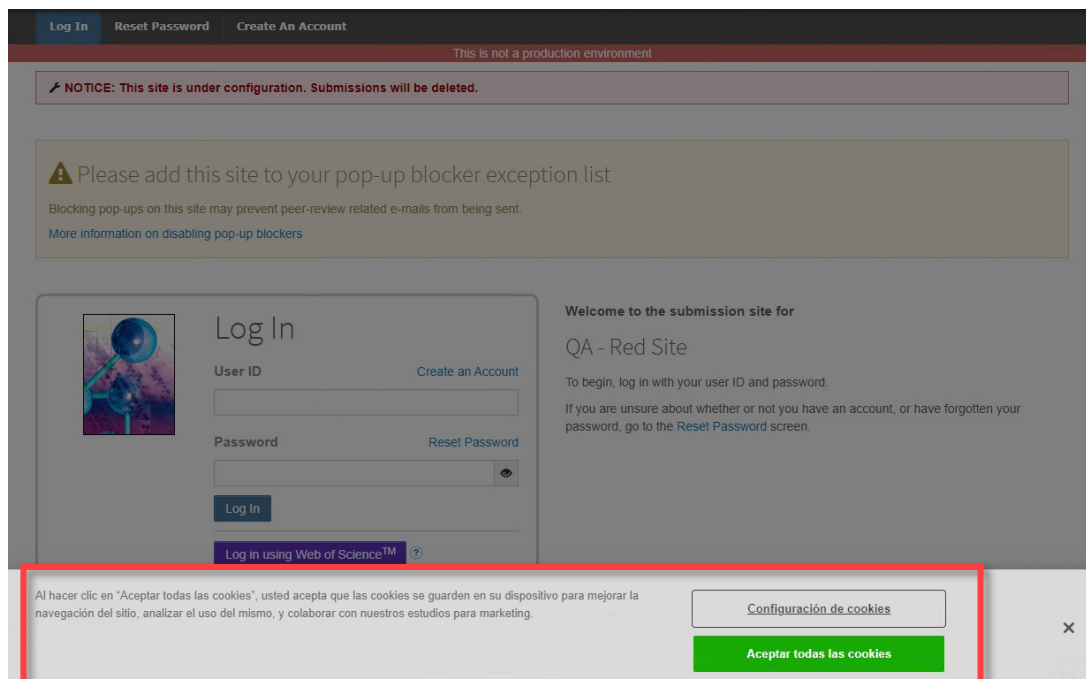 Log In Reset Password Create An Account
This is not a production environment
NOTICE: This site is under configuration. Submissions will be deleted.
Please add this site to your pop-up blocker exception list
Blocking pop-ups on this site may prevent peer-review related e-mails from being sent.
More information on disabling pop-up blockers
Log In
User ID Create an Account
Password Reset Password
Log In
Log in using Web of Science™ ?
Welcome to the submission site for
QA - Red Site
To begin, log in with your user ID and password.
If you are unsure about whether or not you have an account, or have forgotten your
password, go to the Reset Password screen.
Al hacer clic en “Aceptar todas las cookies”, usted acepta que las cookies se guarden en su dispositivo para mejorar la
navegación del sitio, analizar el uso del mismo, y colaborar con nuestros estudios para marketing.
Configuración de cookies
Aceptar todas las cookies